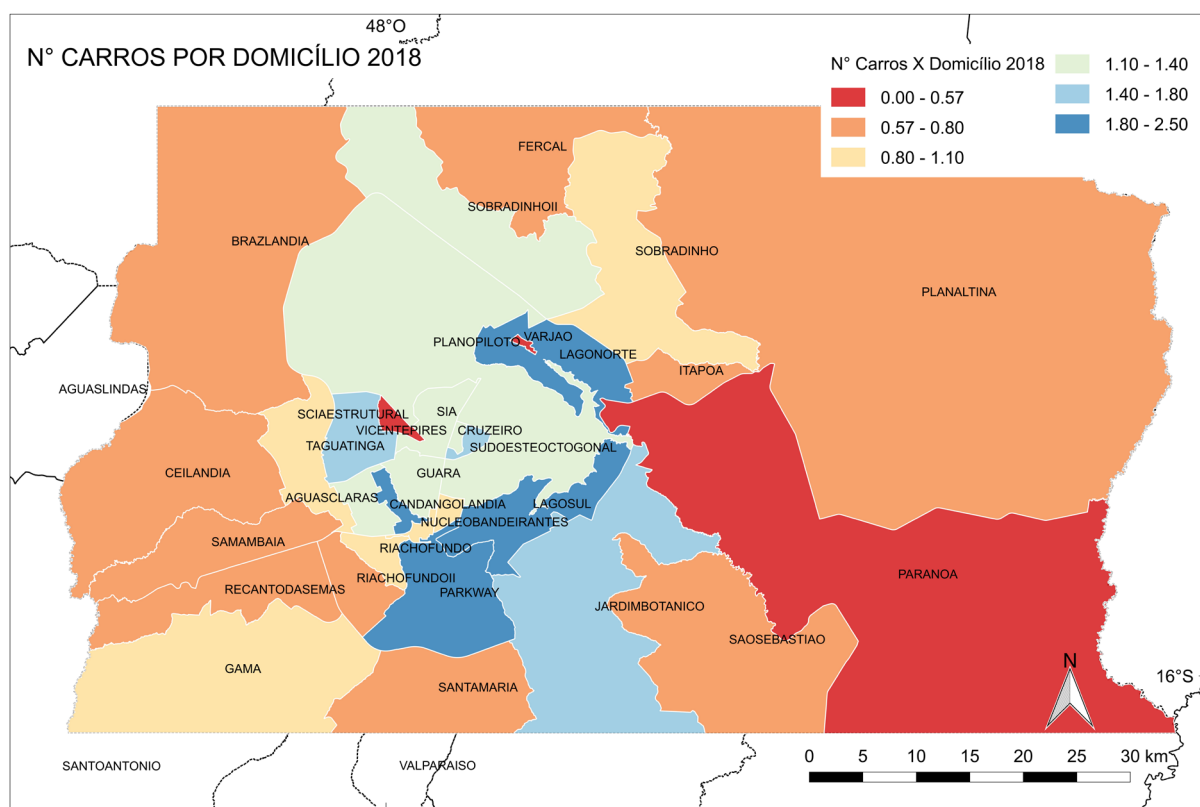 48°O
N° CARROS POR DOMICÍLIO 2018
N° Carros X Domicílio 2018
0.00 - 0.57
0.57 - 0.80
0.80 - 1.10
1.10 - 1.40
1.40 - 1.80
1.80 - 2.50
FERCAL
SOBRADINHOII
BRAZLANDIA
SOBRADINHO
PLANALTINA
PLANOPILOTO
VARJAO
LAGONORTE
ITAPOA
AGUASLINDAS
SCIAESTRUTURAL
SIA
VICENTEPIRES
CRUZEIRO
TAGUATINGA
SUDOESTEOCTOGONAL
CEILANDIA
GUARA
AGUASCLARAS
CANDANGOLANDIA
LAGOSUL
NUCLEOBANDEIRANTES
SAMAMBAIA
RIACHOFUNDO
PARANOA
RIACHOFUNDOII
RECANTODASEMAS
PARKWAY
JARDIMBOTANICO
SAOSEBASTIAO
GAMA
N
16°S
SANTAMARIA
0 5 10 15 20 25 30 km
SANTOANTONIO
VALPARAISO